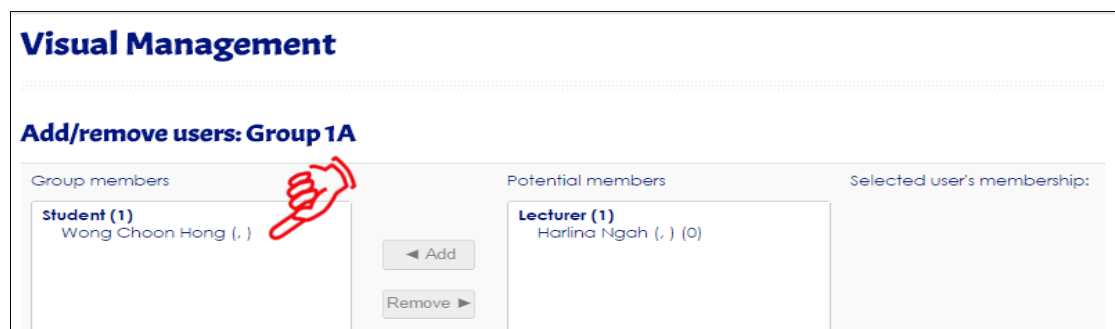 Visual Management
Add/remove users: Group 1A
Group members
Potential members
Selected user's membership:
Student (1)
Wong Choon Hong (, )
Lecturer (1)
Harlina Ngah (, ) (0)
◄ Add
Remove ►